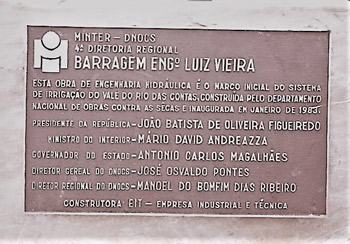 MINTER - DNOCS
4ª DIRETORIA REGIONAL
BARRAGEM ENGº LUIZ VIEIRA
ESTA OBRA DE ENGENHARIA HIDRÁULICA É O MARCO INICIAL DO SISTEMA
DE IRRIGAÇÃO DO VALE DO RIO DAS CONTAS, CONSTRUIDA PELO DEPARTAMENTO
NACIONAL DE OBRAS CONTRA AS SECAS E INAUGURADA EM JANEIRO DE 1983.
PRESIDENTE DA REPÚBLICA - JOÃO BATISTA DE OLIVEIRA FIGUEIREDO
MINISTRO DO INTERIOR - MÁRIO DAVID ANDREAZZA
GOVERNADOR DO ESTADO - ANTONIO CARLOS MAGALHÃES
DIRETOR GERAL DO DNOCS - JOSÉ OSVALDO PONTES
DIRETOR REGIONAL DO DNOCS - MANOEL DO BOMFIM DIAS RIBEIRO
CONSTRUTORA: EIT - EMPRESA INDUSTRIAL E TÉCNICA